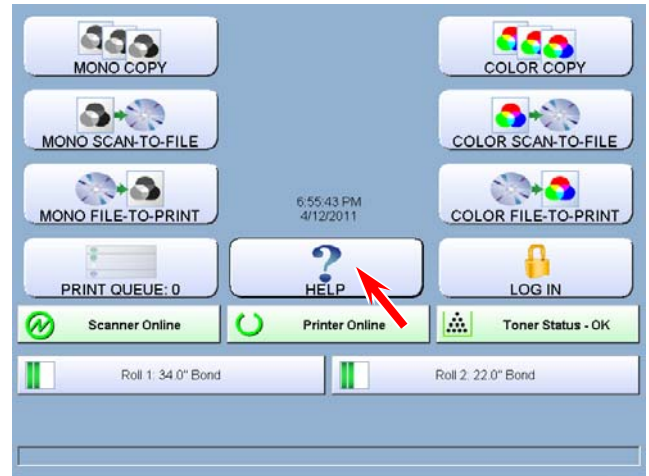 MONO COPY
COLOR COPY
MONO SCAN-TO-FILE
COLOR SCAN-TO-FILE
MONO FILE-TO-PRINT
6:55:43 PM
4/12/2011
COLOR FILE-TO-PRINT
PRINT QUEUE: 0
HELP
LOG IN
Scanner Online
Printer Online
Toner Status - OK
Roll 1: 34.0" Bond
Roll 2: 22.0" Bond